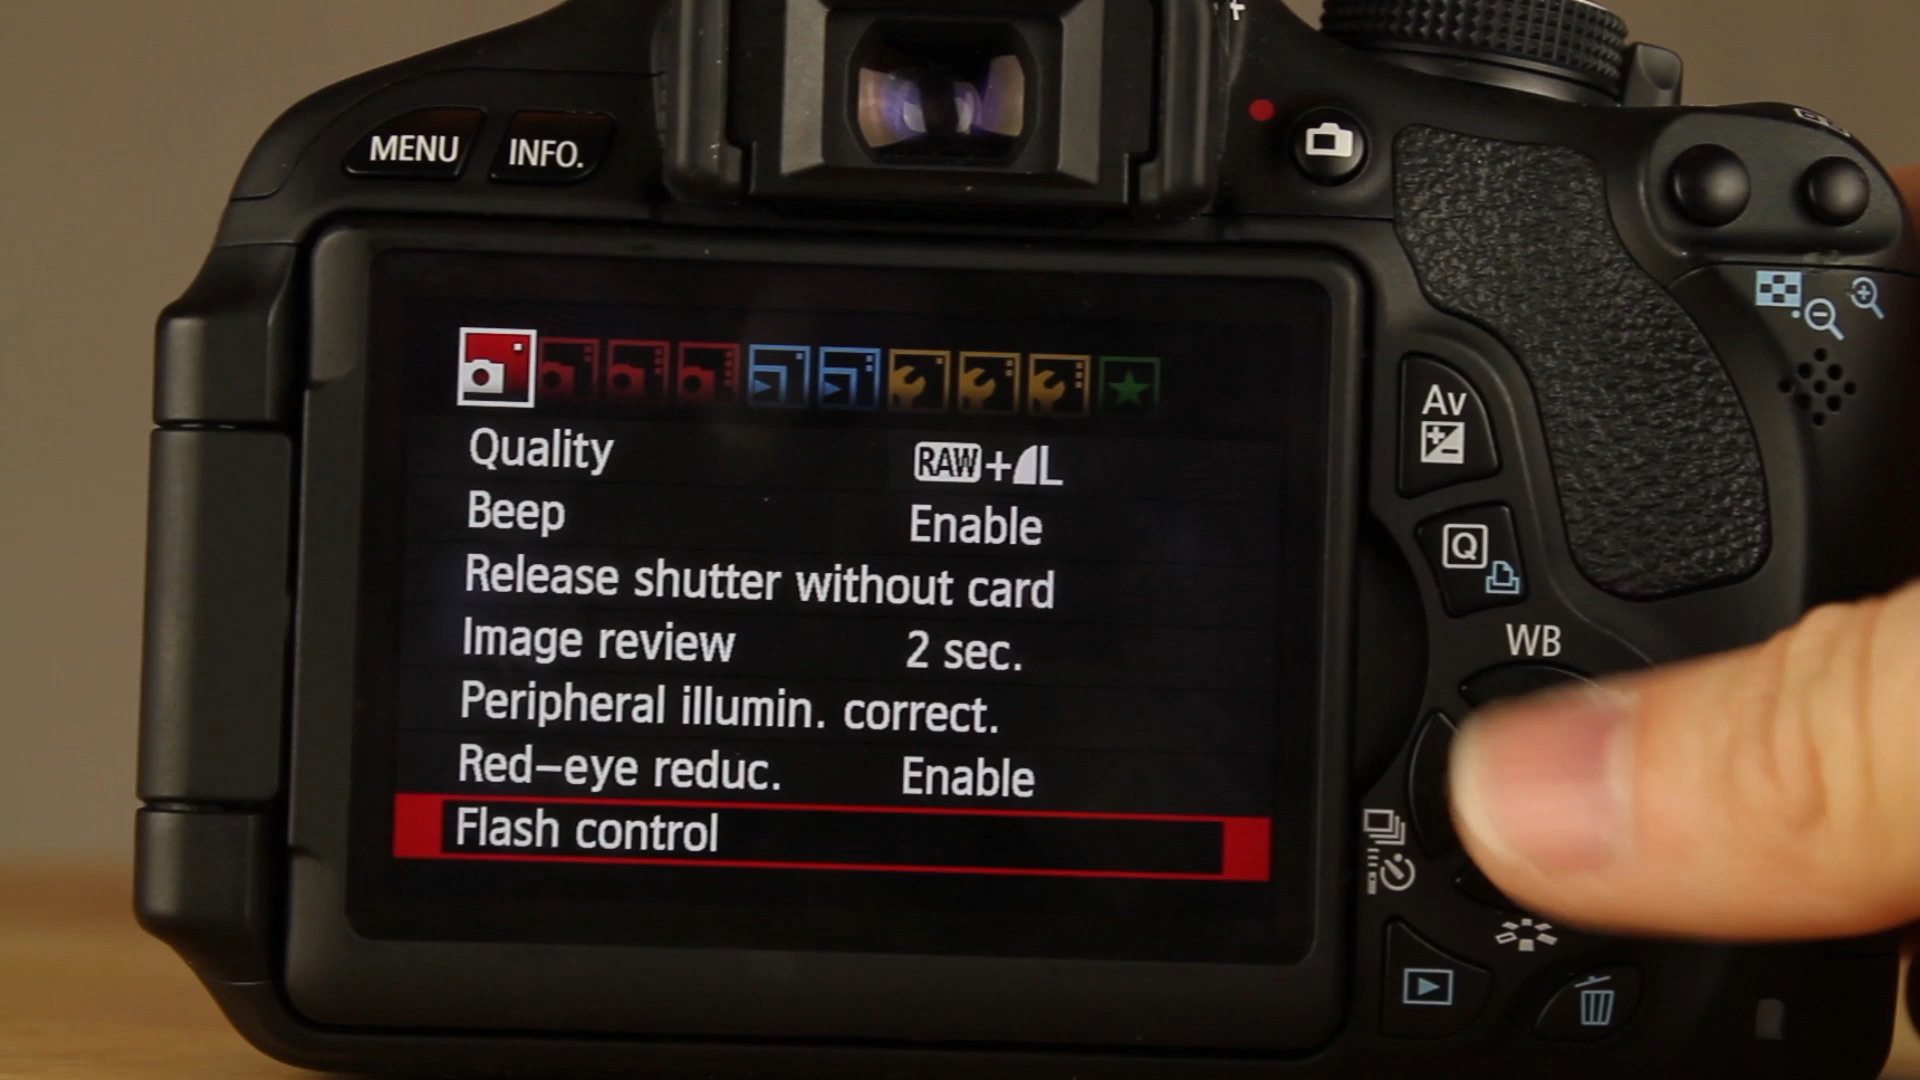 MENU INFO.
Quality RAW+L
Beep Enable
Release shutter without card
Image review 2 sec.
Peripheral illumin. correct.
Red-eye reduc. Enable
Flash control
Av
Q
WB